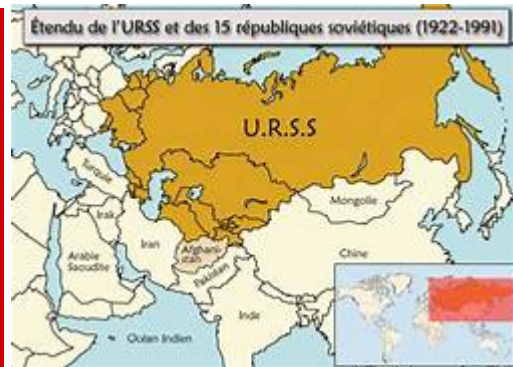 Étendu de l'URSS et des 15 républiques soviétiques (1922-1991)
U.R.S.S
Turquie
Mongolie
Irak
Iran
Afghani-
stan
Chine
Arabie
Saoudite
Pakistan
Inde
Océan Indien